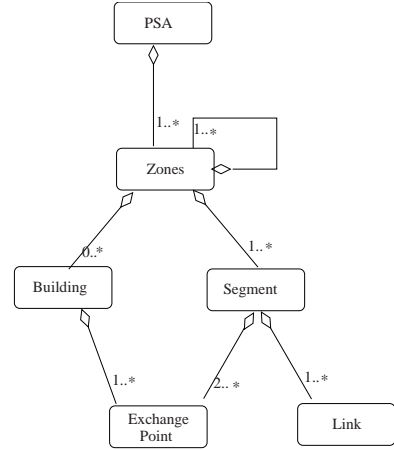 PSA
1..*
1..*
Zones
0..*
1..*
Building
Segment
1..*
2..*
1..*
Exchange
Point
Link